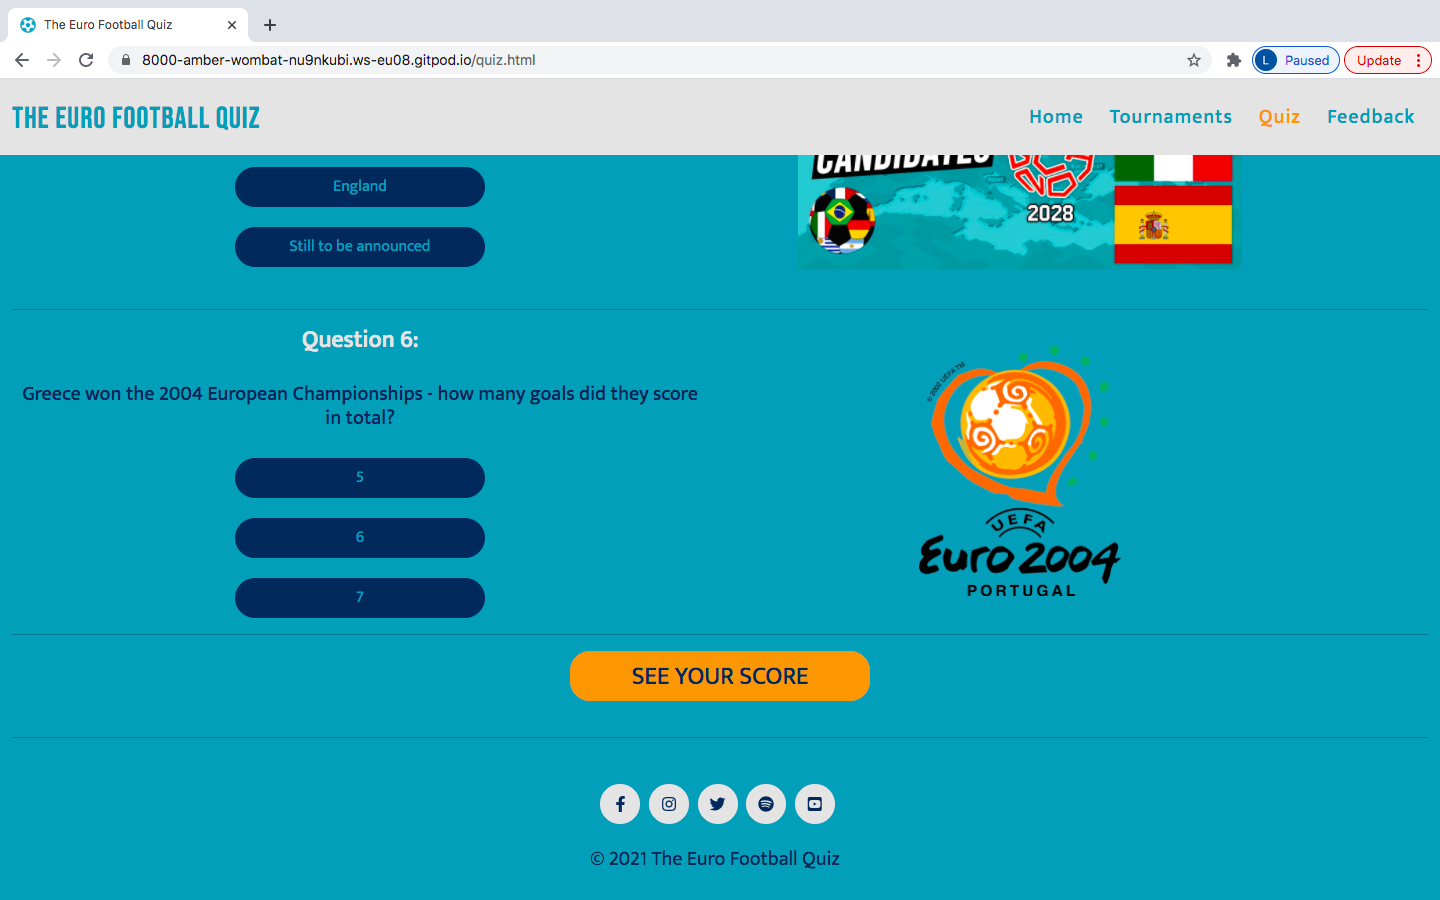 The Euro Football Quiz
8000-amber-wombat-nu9nkubi.ws-eu08.gitpod.io/quiz.html
L Paused
Update
THE EURO FOOTBALL QUIZ
Home
Tournaments
Quiz
Feedback
CANDIDATES
2028
England
Still to be announced
Question 6:
Greece won the 2004 European Championships - how many goals did they score
in total?
5
6
7
© 2002 UEFA TM
UEFA
Euro 2004
PORTUGAL
SEE YOUR SCORE
© 2021 The Euro Football Quiz